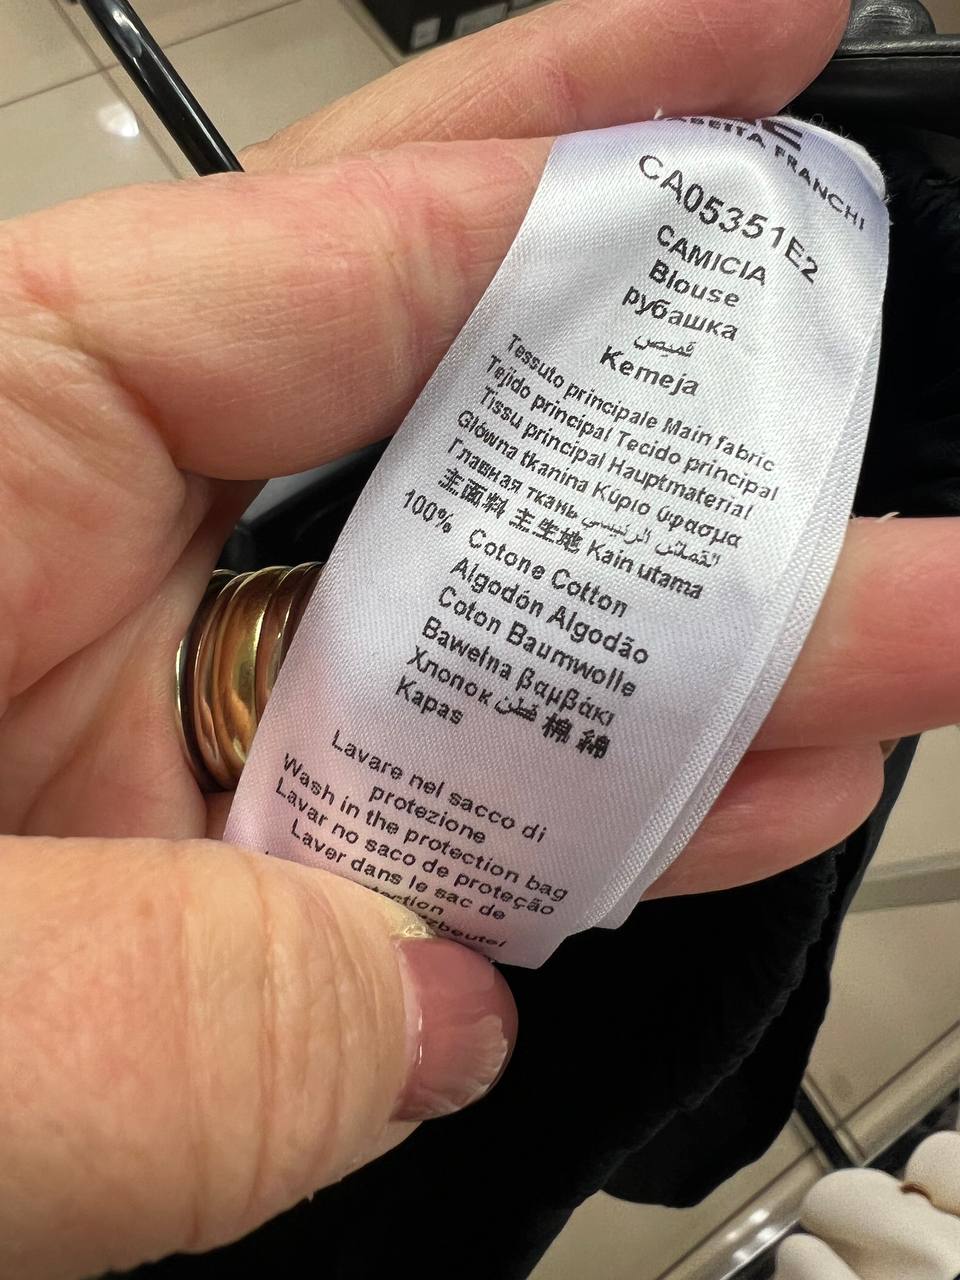 FRANCHI
CA05351E2
CAMICIA
Blouse
рубашка
قميص
Kemeja
Tessuto principale Main fabric
Tejido principal Tecido principal
Tissu principal Hauptmaterial
Główna tkanina Κυριο ύφασμα
Главная ткань القماش الرئيسي
主面料 主生地 Kain utama
100% Cotone Cotton
Algodón Algodão
Coton Baumwolle
Bawełna βαμβάκι
Хлопок قطن 棉 綿
Kapas
Lavare nel sacco di
protezione
Wash in the protection bag
Lavar no saco de proteção
Laver dans le sac de